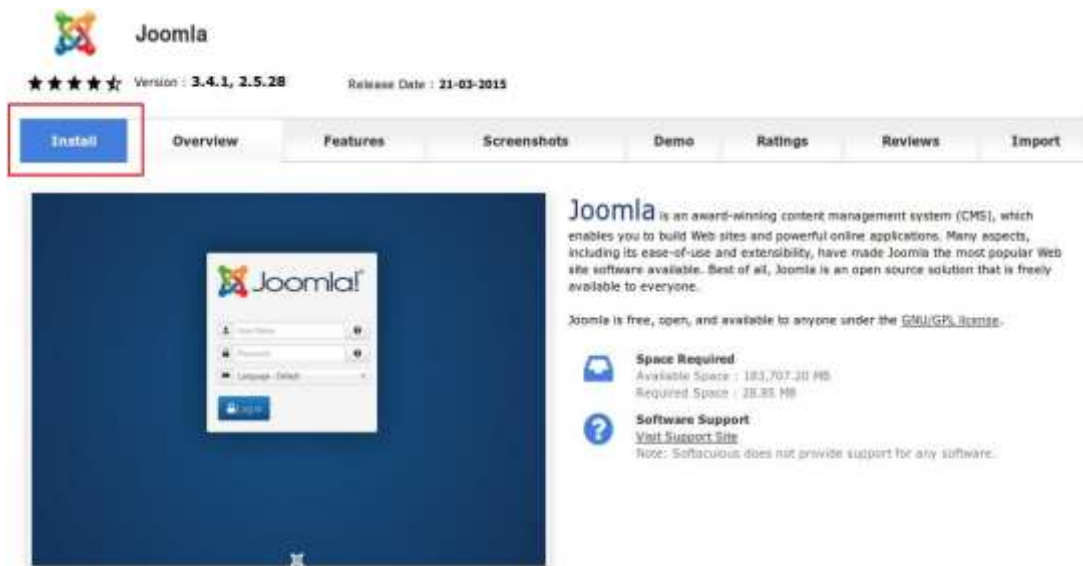 Joomla
Version : 3.4.1, 2.5.28
Release Date : 21-03-2015
Install
Overview
Features
Screenshots
Demo
Ratings
Reviews
Import
Joomla!
User Name
Password
Language - Default
Log in
Joomla is an award-winning content management system (CMS), which
enables you to build Web sites and powerful online applications. Many aspects,
including its ease-of-use and extensibility, have made Joomla the most popular Web
site software available. Best of all, Joomla is an open source solution that is freely
available to everyone.
Joomla is free, open, and available to anyone under the GNU/GPL license.
Space Required
Available Space : 183,707.20 MB
Required Space : 28.85 MB
Software Support
Visit Support Site
Note: Softaculous does not provide support for any software.